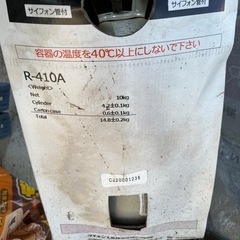 サイフォン管付
サイフォン管付
容器の温度を40℃以上にしないで下さい
R-410A
<Weight>
Net 10kg
Cylinder 4.2±0.1kg
Carton case 0.6±0.1kg
Total 14.8±0.2kg
Cd20001238